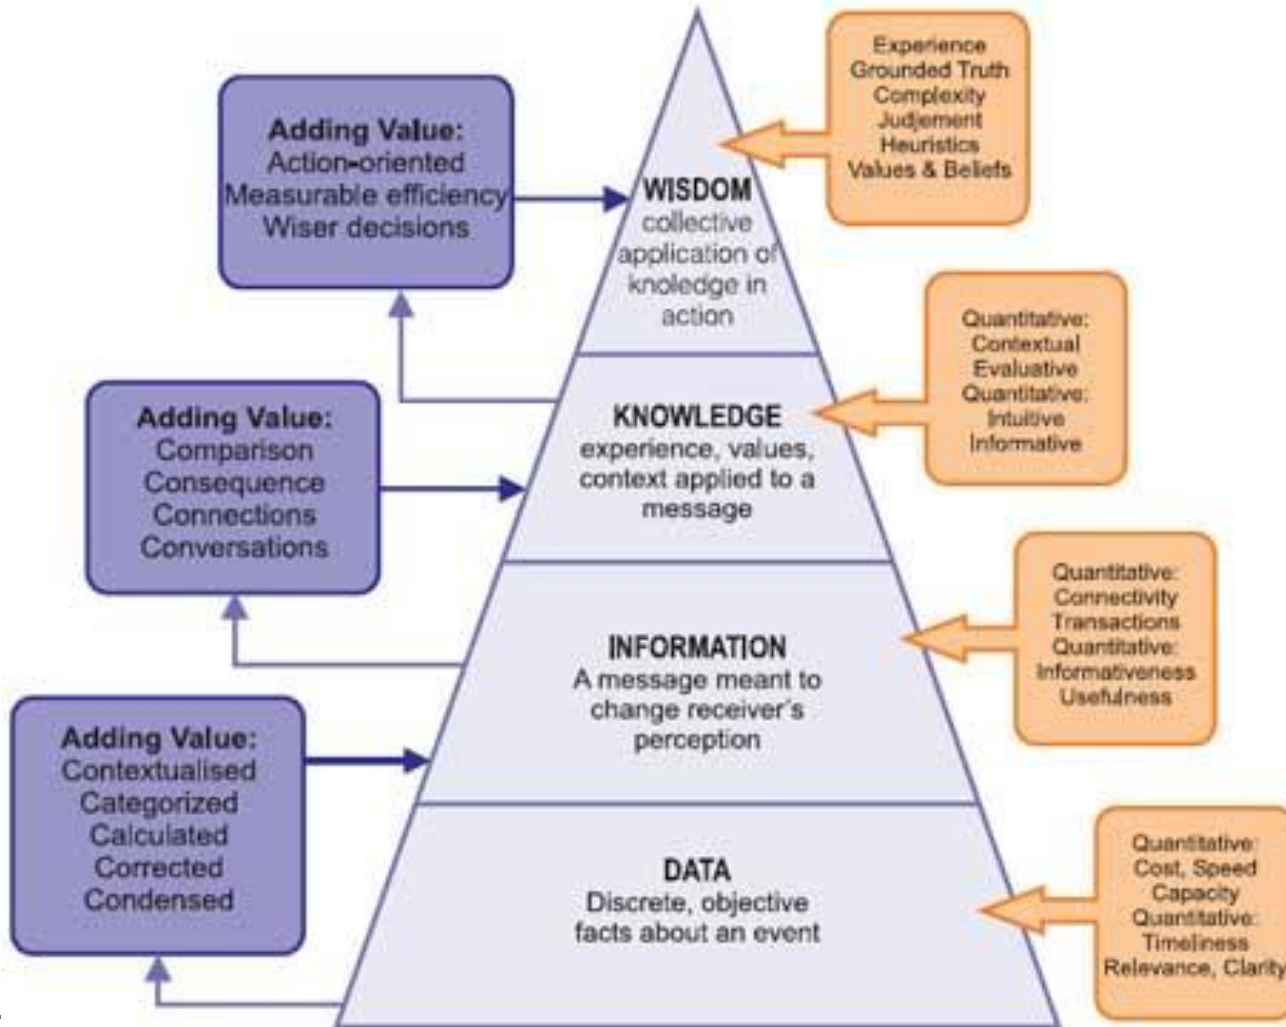 Adding Value:
Action-oriented
Measurable efficiency
Wiser decisions
WISDOM
collective
application of
knoledge in
action
Experience
Grounded Truth
Complexity
Judjement
Heuristics
Values & Beliefs
Adding Value:
Comparison
Consequence
Connections
Conversations
KNOWLEDGE
experience, values,
context applied to a
message
Quantitative:
Contextual
Evaluative
Quantitative:
Intuitive
Informative
Adding Value:
Contextualised
Categorized
Calculated
Corrected
Condensed
INFORMATION
A message meant to
change receiver´s
perception
Quantitative:
Connectivity
Transactions
Quantitative:
Informativeness
Usefulness
DATA
Discrete, objective
facts about an event
Quantitative:
Cost, Speed
Capacity
Quantitative:
Timeliness
Relevance, Clarity